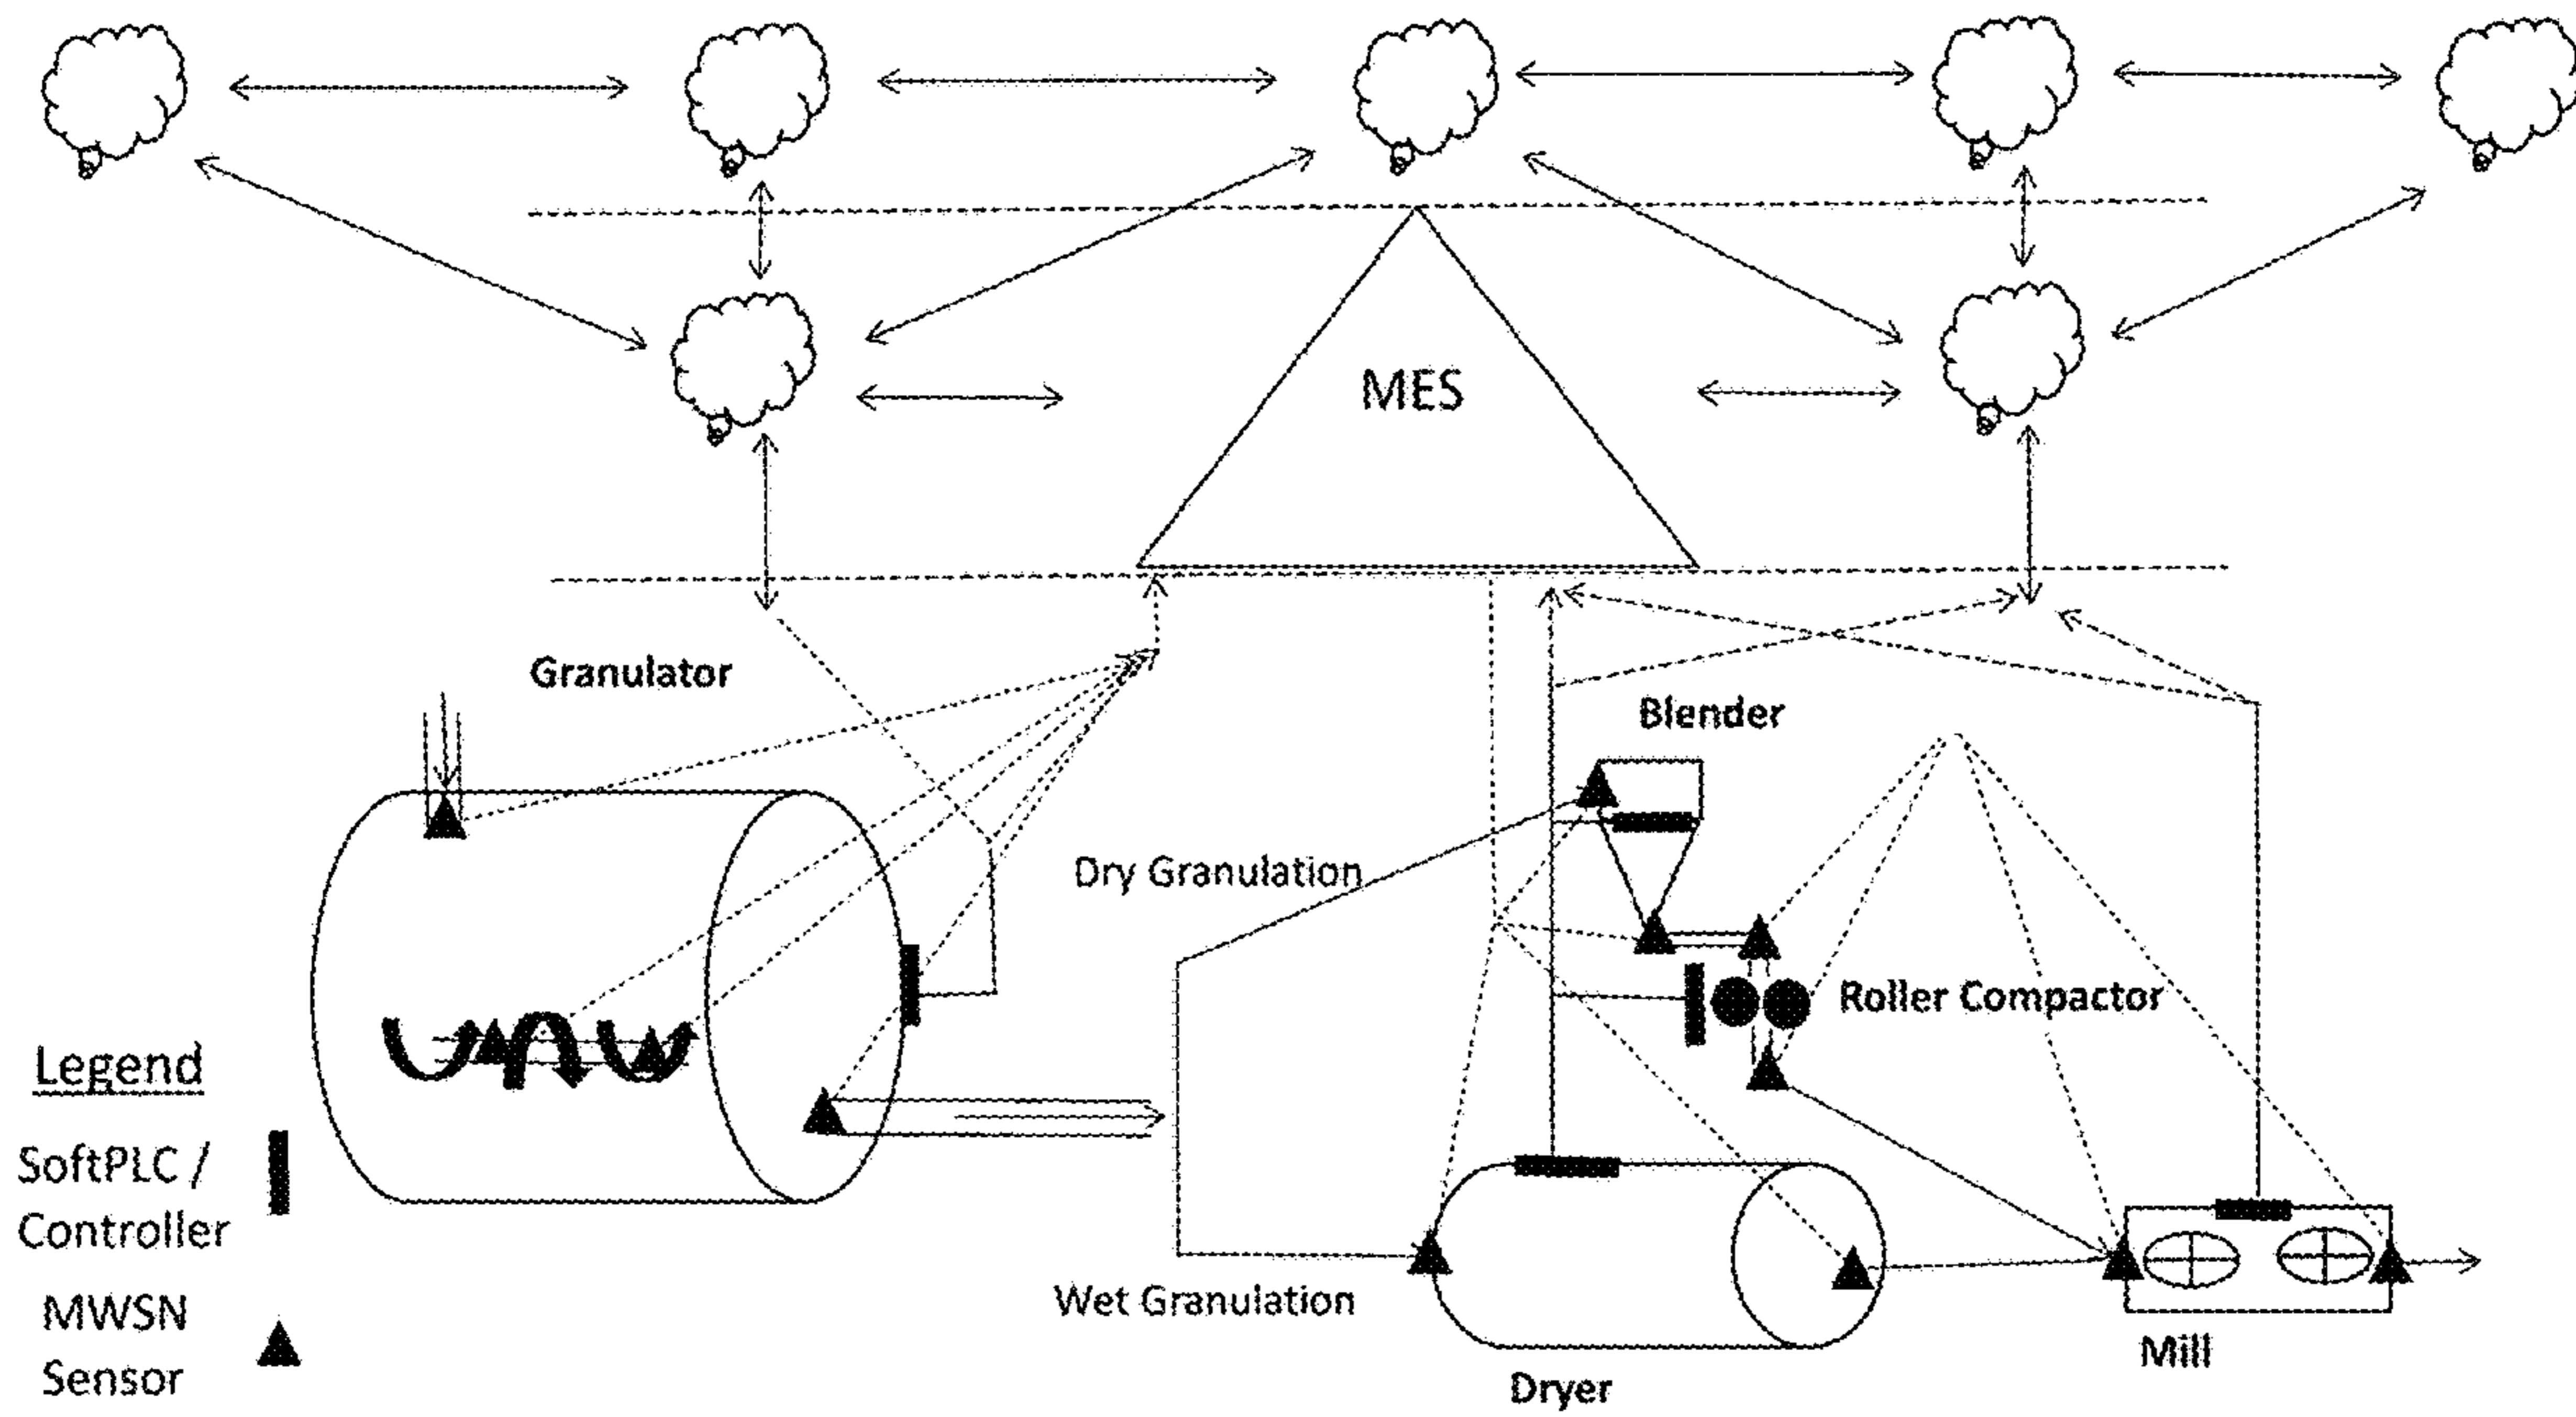 MES
Granulator
Blender
Dry Granulation
Roller Compactor
Legend
SoftPLC /
Controller
MWSN
Sensor
Wet Granulation
Mill
Dryer